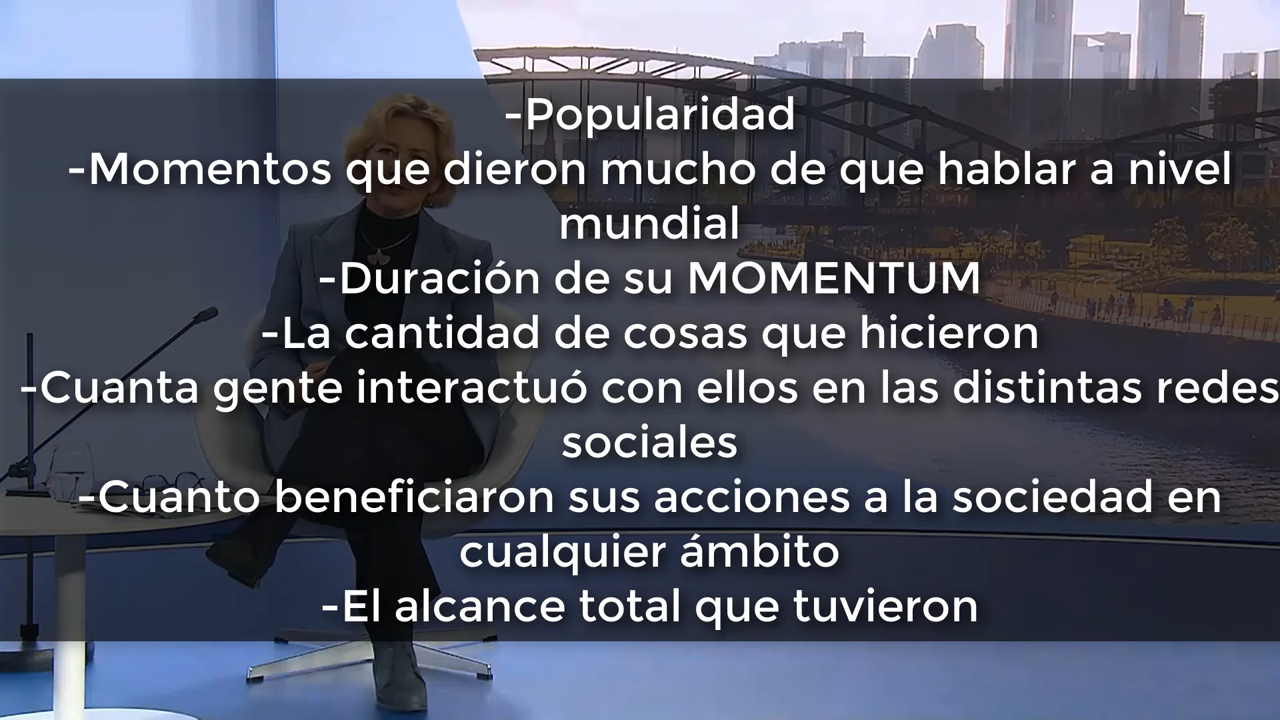 -Popularidad
-Momentos que dieron mucho de que hablar a nivel
mundial
-Duración de su MOMENTUM
-La cantidad de cosas que hicieron
-Cuanta gente interactuó con ellos en las distintas redes
sociales
-Cuanto beneficiaron sus acciones a la sociedad en
cualquier ámbito
-El alcance total que tuvieron